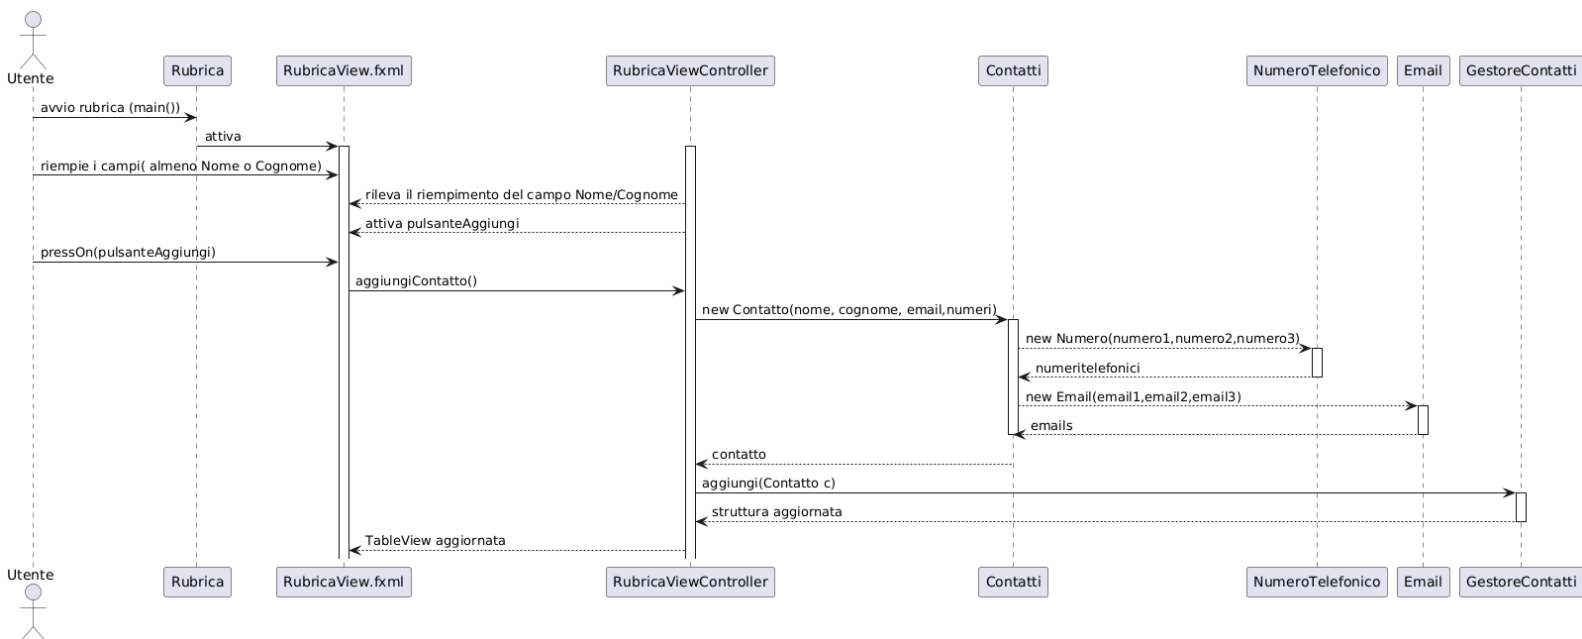 Utente
Rubrica
RubricaView.fxml
RubricaViewController
Contatti
NumeroTelefonico
Email
GestoreContatti
avvio rubrica (main())
attiva
riempie i campi( almeno Nome o Cognome)
rileva il riempimento del campo Nome/Cognome
attiva pulsanteAggiungi
pressOn(pulsanteAggiungi)
aggiungiContatto()
new Contatto(nome, cognome, email,numeri)
new Numero(numero1,numero2,numero3)
numeritelefonici
new Email(email1,email2,email3)
emails
contatto
aggiungi(Contatto c)
struttura aggiornata
TableView aggiornata
Utente
Rubrica
RubricaView.fxml
RubricaViewController
Contatti
NumeroTelefonico
Email
GestoreContatti